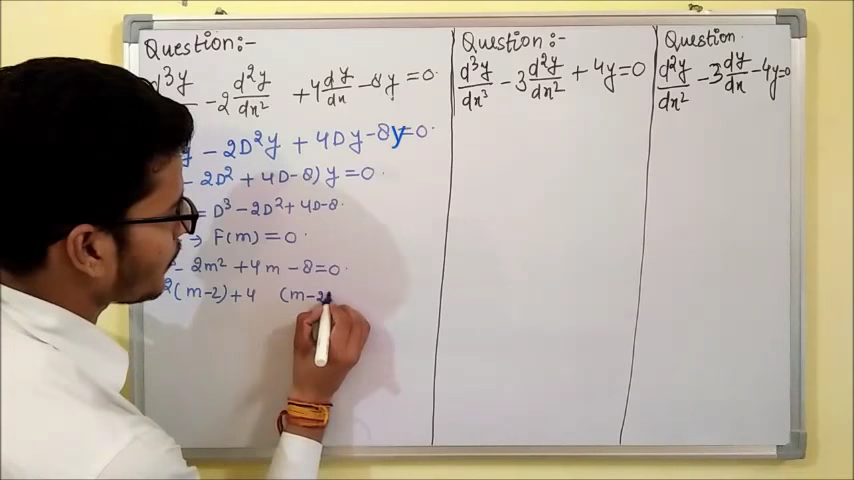 Question:-
d³y/ - 2 d²y/dx² + 4 dy/dx - 8y = 0
y - 2D²y + 4Dy - 8y = 0
- 2D² + 4D - 8) y = 0
= D³ - 2D² + 4D - 8
→ F(m) = 0
- 2m² + 4m - 8 = 0
²(m-2) + 4 (m-2
Question:-
d³y/dx³ - 3 d²y/dx² + 4y = 0
Question
d²y/dx² - 3 dy/dx - 4y = 0